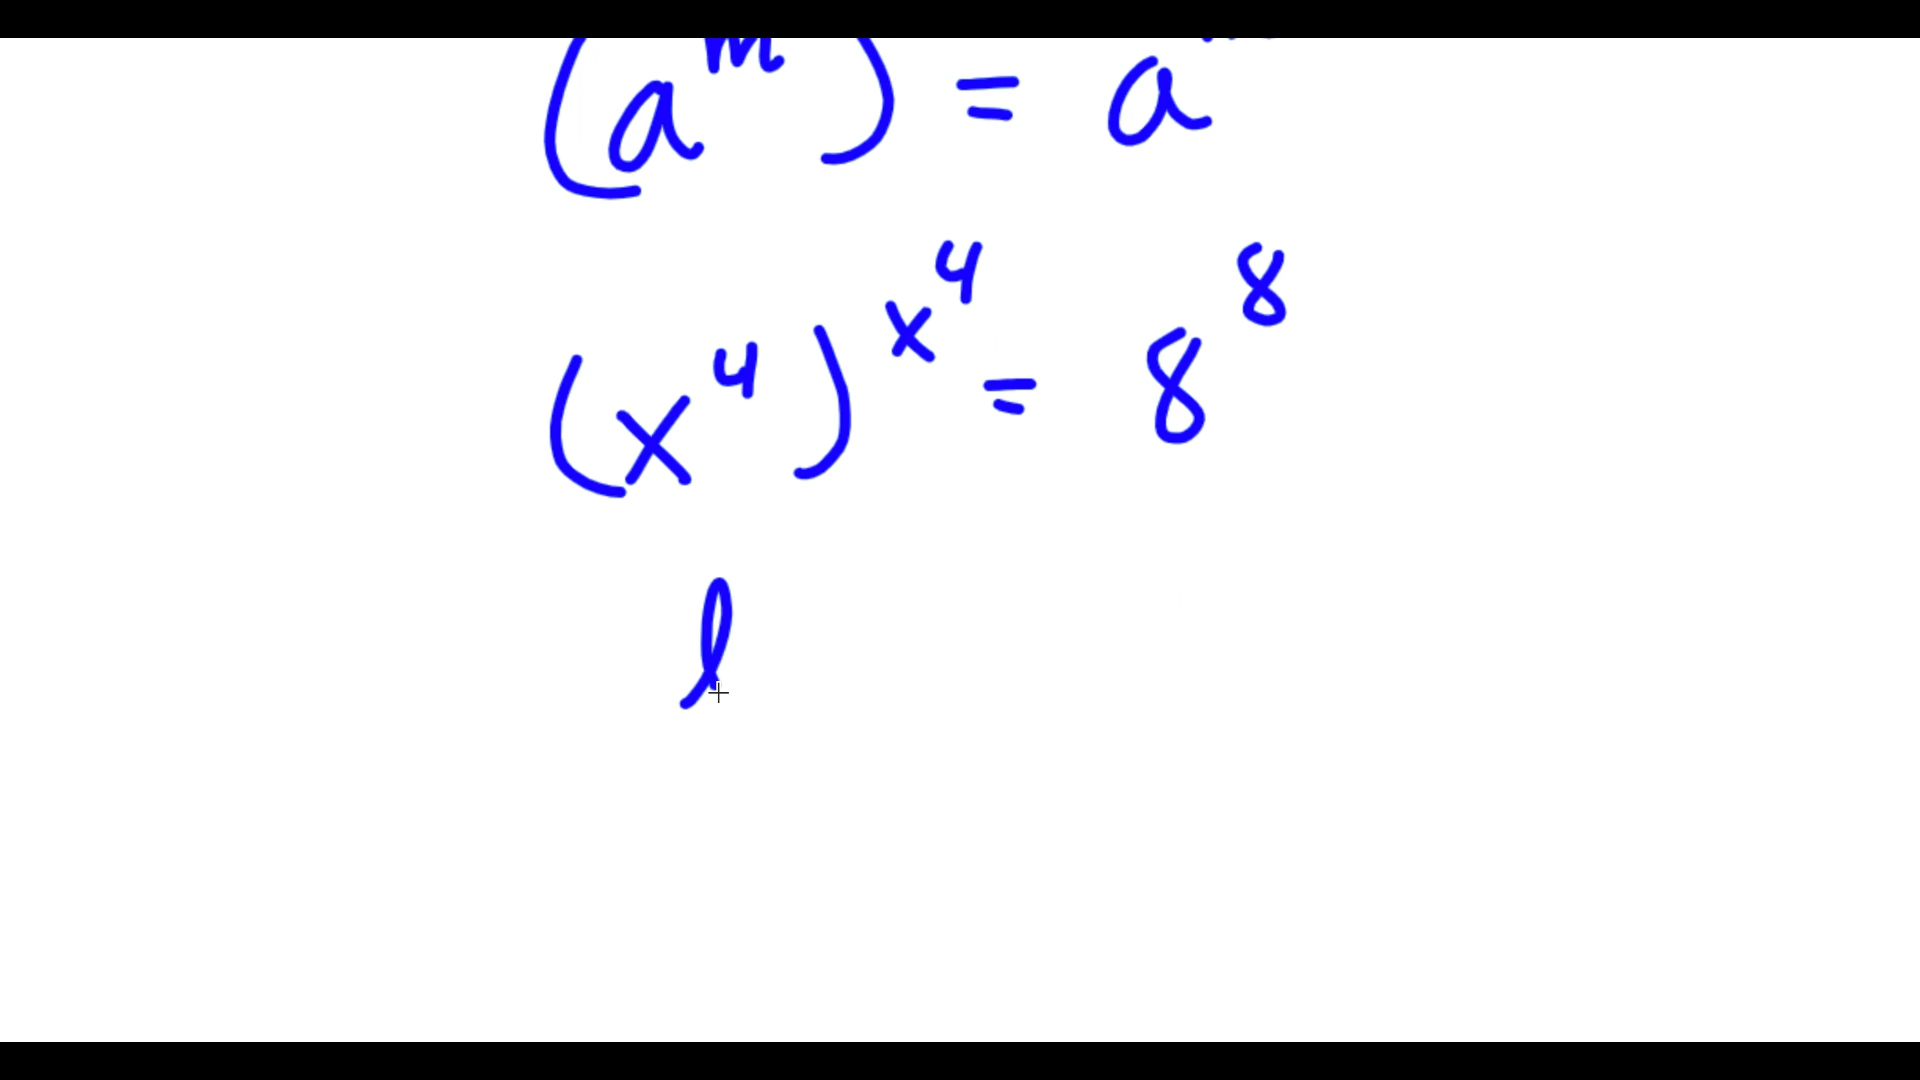 (a^m) = a
(x^4)^x^4 = 8^8
l